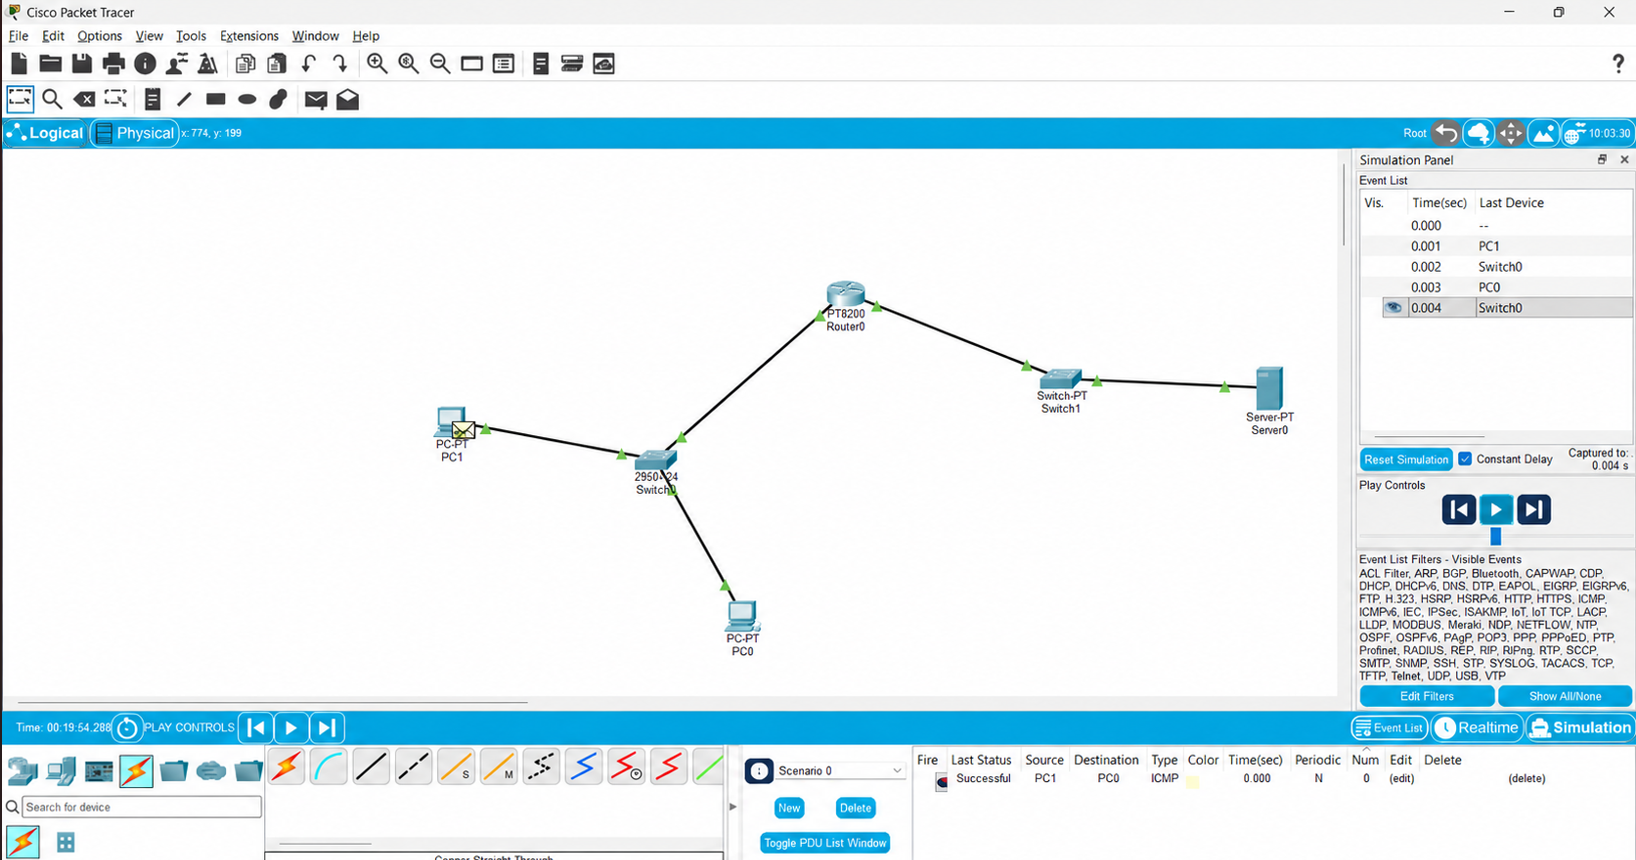 Cisco Packet Tracer
File Edit Options View Tools Extensions Window Help
?
Logical Physical x: 774, y: 199 Root 10:03:30
Simulation Panel
Event List
Vis. Time(sec) Last Device
0.000 --
0.001 PC1
0.002 Switch0
0.003 PC0
0.004 Switch0
PT8200
Router0
Switch-PT
Switch1
Server-PT
Server0
PC-PT
PC1
2950-24
Switch0
PC-PT
PC0
Reset Simulation Constant Delay Captured to:
0.004 s
Play Controls
Event List Filters - Visible Events
ACL Filter, ARP, BGP, Bluetooth, CAPWAP, CDP,
DHCP, DHCPv6, DNS, DTP, EAPOL, EIGRP, EIGRPv6,
FTP, H.323, HSRP, HSRPv6, HTTP, HTTPS, ICMP,
ICMPv6, IEC, IPSec, ISAKMP, IoT, IoT TCP, LACP,
LLDP, MODBUS, Meraki, NDP, NETFLOW, NTP,
OSPF, OSPFv6, PAgP, POP3, PPP, PPPoED, PTP,
Profinet, RADIUS, REP, RIP, RIPng, RTP, SCCP,
SMTP, SNMP, SSH, STP, SYSLOG, TACACS, TCP,
TFTP, Telnet, UDP, USB, VTP
Edit Filters Show All/None
Time: 00:19:54.288 PLAY CONTROLS Event List Realtime Simulation
S M
Search for device
Copper Straight-Through
Scenario 0
New Delete
Toggle PDU List Window
Fire Last Status Source Destination Type Color Time(sec) Periodic Num Edit Delete
Successful PC1 PC0 ICMP 0.000 N 0 (edit) (delete)